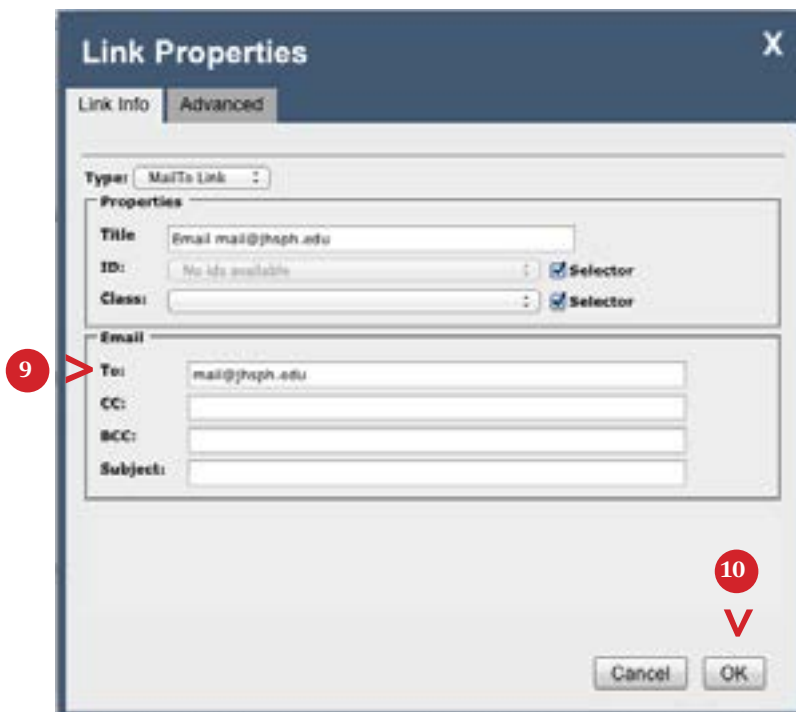 Link Properties X
Link Info Advanced
Type: MailTo Link
Properties
Title Email mail@jhsph.edu
ID: No ids available Selector
Class: Selector
Email
9 > To: mail@jhsph.edu
CC:
BCC:
Subject:
10
Cancel OK